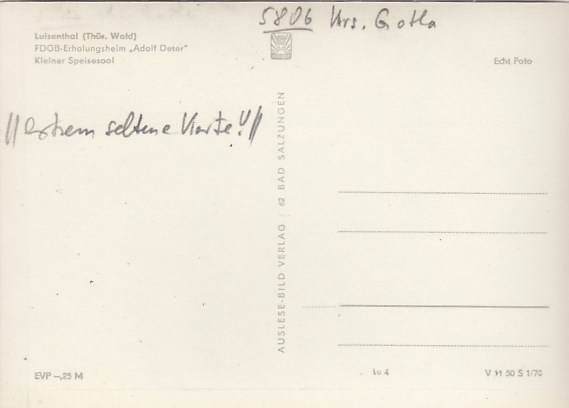 5806 Krs. Gotha
Luisenthal (Thür. Wald)
FDGB-Erholungsheim „Adolf Deter"
Kleiner Speisesaal
Echt Foto
//extrem seltene Karte!!//
AUSLESE-BILD VERLAG / 62 BAD SALZUNGEN
EVP –,25 M
Lo 4
V 11 50 S 1/70